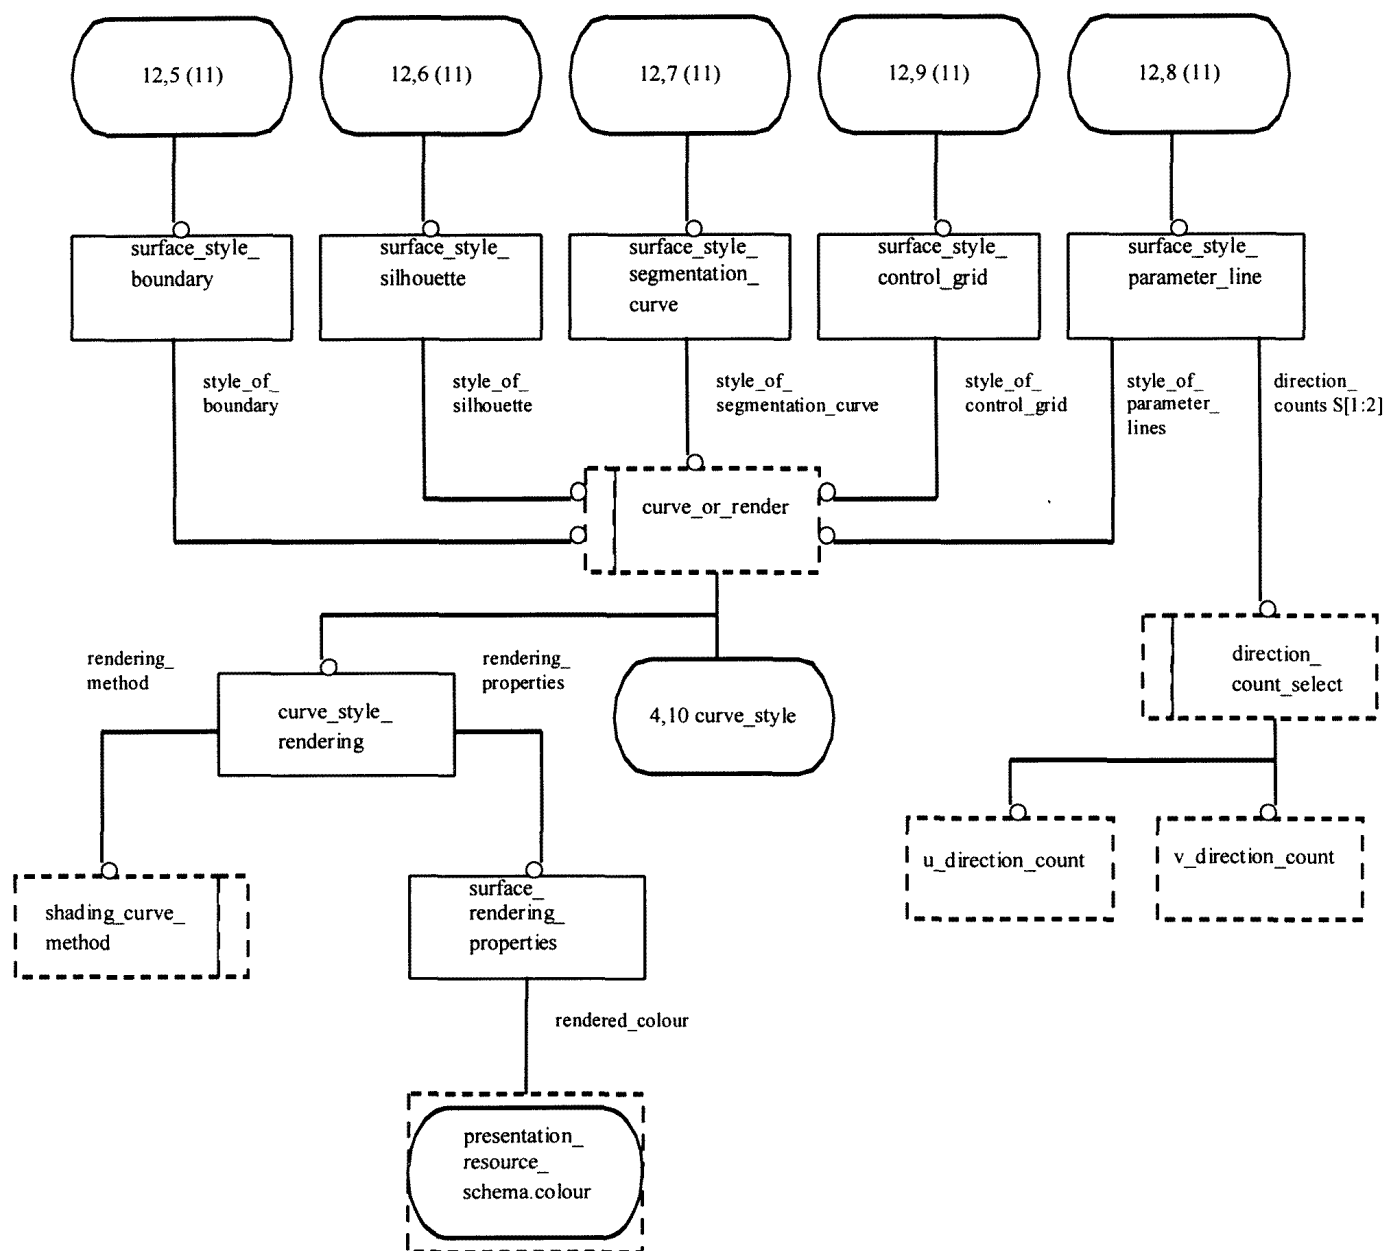 12,5 (11)
12,6 (11)
12,7 (11)
12,9 (11)
12,8 (11)
surface_style_
boundary
surface_style_
silhouette
surface_style_
segmentation_
curve
surface_style_
control_grid
surface_style_
parameter_line
style_of_
boundary
style_of_
silhouette
style_of_
segmentation_curve
style_of_
control_grid
style_of_
parameter_
lines
direction_
counts S[1:2]
curve_or_render
rendering_
method
rendering_
properties
curve_style_
rendering
4,10 curve_style
direction_
count_select
u_direction_count
v_direction_count
shading_curve_
method
surface_
rendering_
properties
rendered_colour
presentation_
resource_
schema.colour